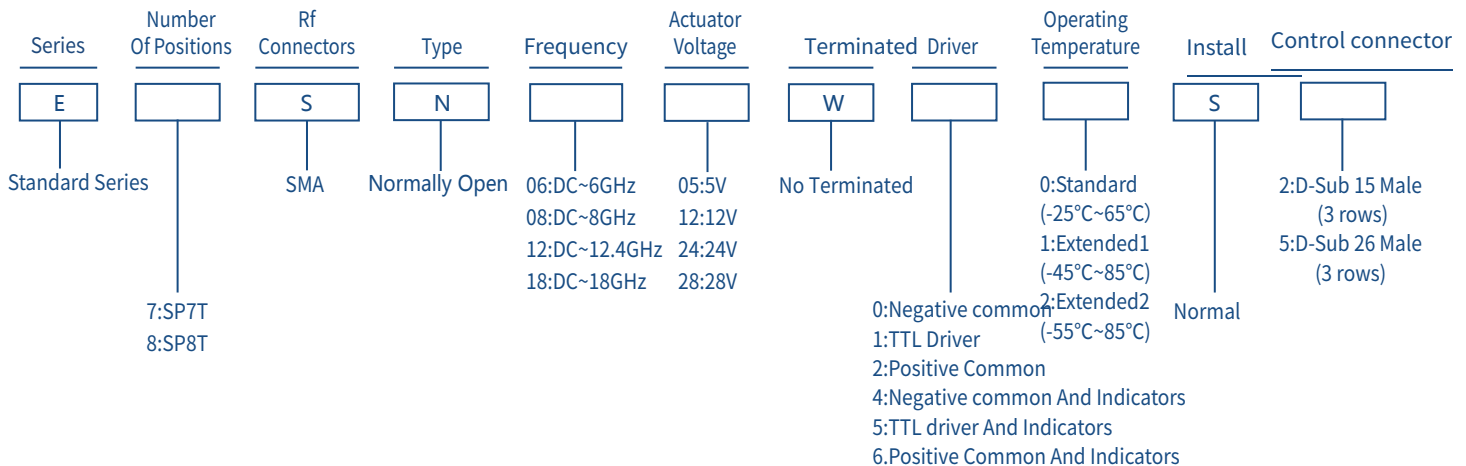 Series
Number
Of Positions
Rf
Connectors
Type
Frequency
Actuator
Voltage
Terminated
Driver
Operating
Temperature
Install
Control connector
E
S
N
W
S
Standard Series
7:SP7T
8:SP8T
SMA
Normally Open
06:DC~6GHz
08:DC~8GHz
12:DC~12.4GHz
18:DC~18GHz
05:5V
12:12V
24:24V
28:28V
No Terminated
0:Negative common
1:TTL Driver
2:Positive Common
4:Negative common And Indicators
5:TTL driver And Indicators
6.Positive Common And Indicators
0:Standard
(-25°C~65°C)
1:Extended1
(-45°C~85°C)
2:Extended2
(-55°C~85°C)
Normal
2:D-Sub 15 Male
(3 rows)
5:D-Sub 26 Male
(3 rows)